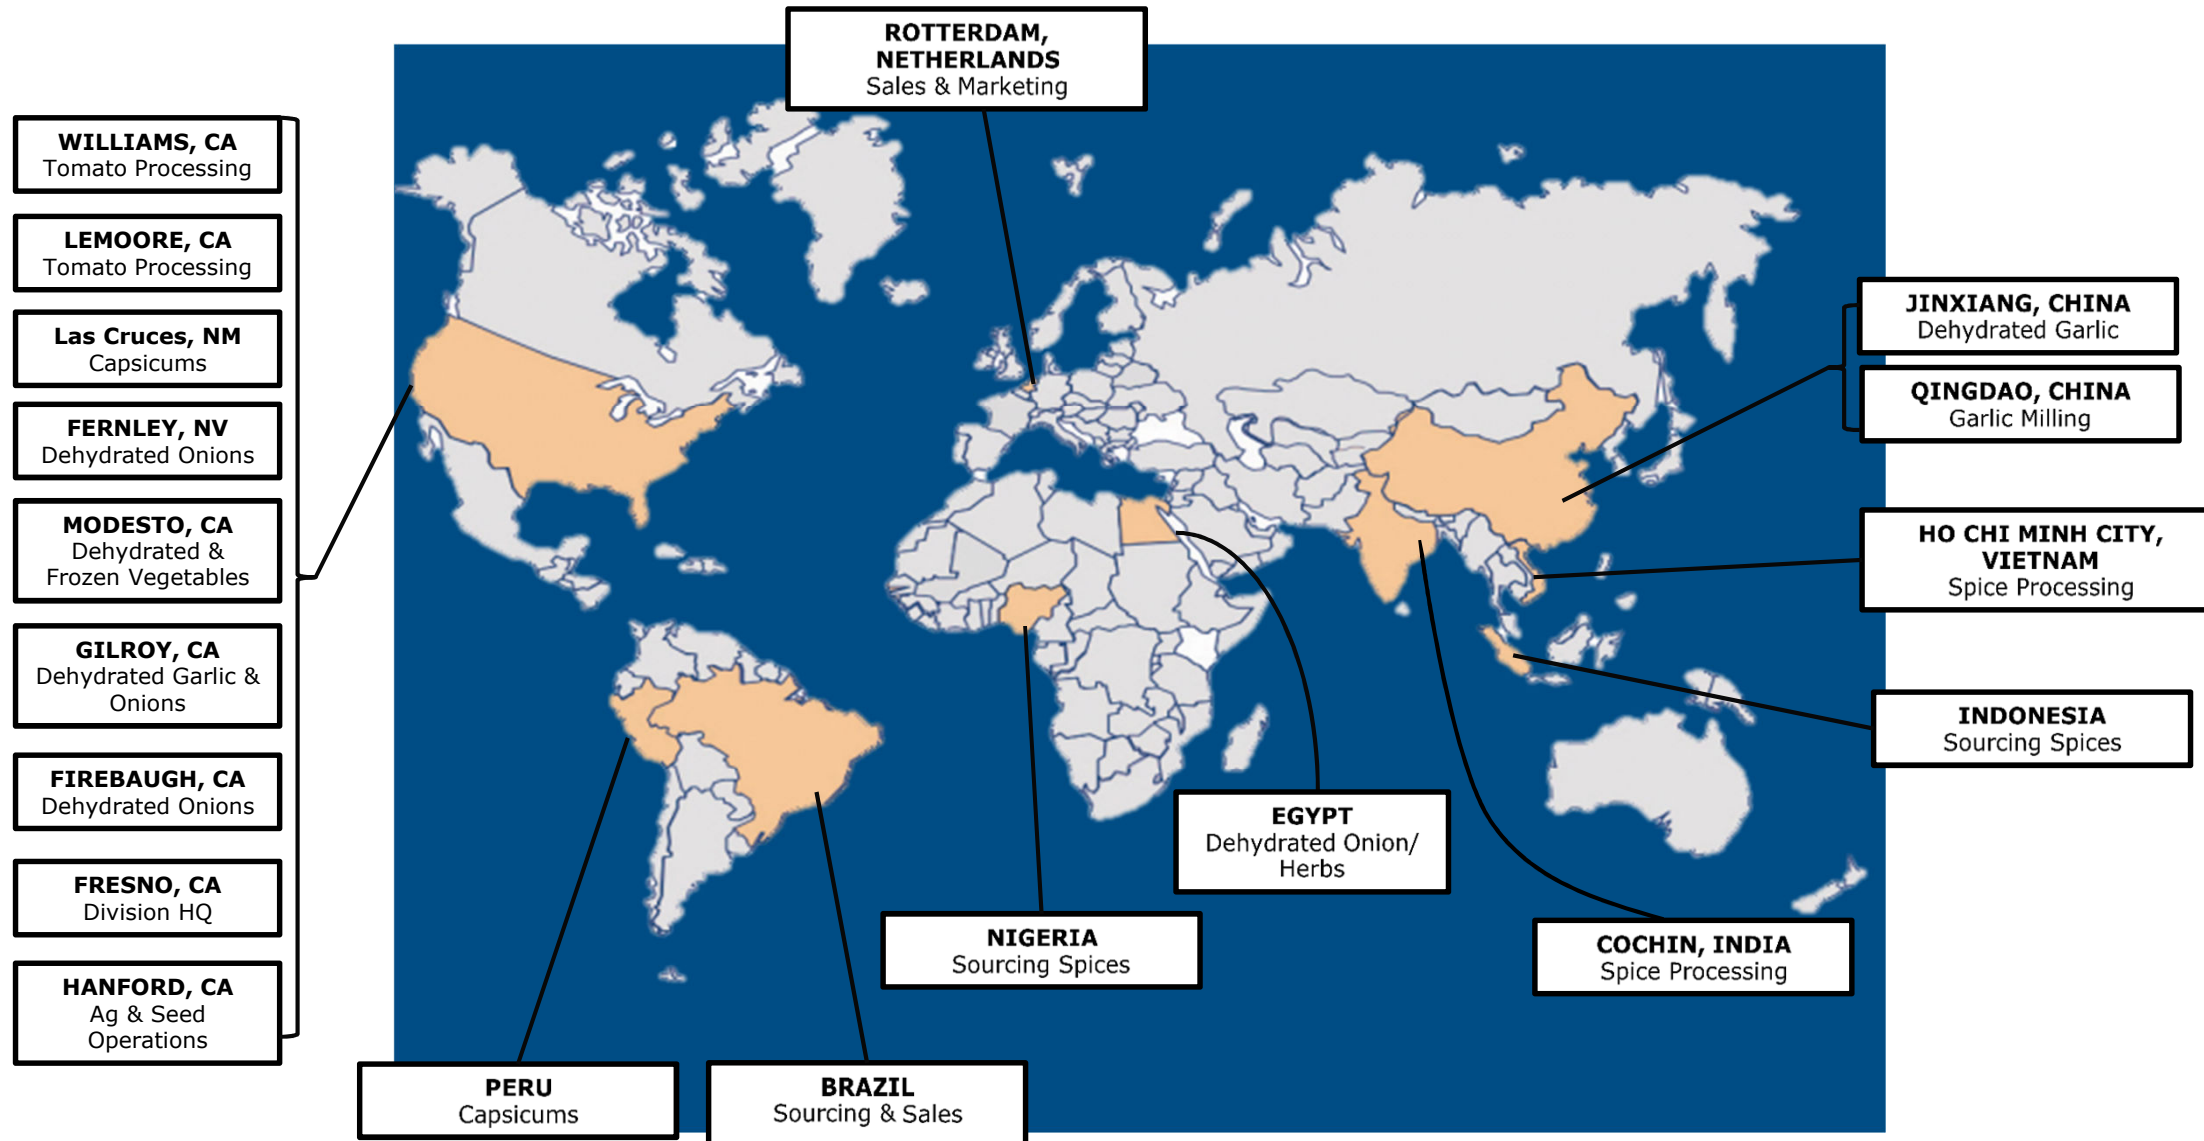 ROTTERDAM,
NETHERLANDS
Sales & Marketing
WILLIAMS, CA
Tomato Processing
LEMOORE, CA
Tomato Processing
Las Cruces, NM
Capsicums
FERNLEY, NV
Dehydrated Onions
MODESTO, CA
Dehydrated &
Frozen Vegetables
GILROY, CA
Dehydrated Garlic &
Onions
FIREBAUGH, CA
Dehydrated Onions
FRESNO, CA
Division HQ
HANFORD, CA
Ag & Seed
Operations
JINXIANG, CHINA
Dehydrated Garlic
QINGDAO, CHINA
Garlic Milling
HO CHI MINH CITY,
VIETNAM
Spice Processing
INDONESIA
Sourcing Spices
EGYPT
Dehydrated Onion/
Herbs
NIGERIA
Sourcing Spices
COCHIN, INDIA
Spice Processing
PERU
Capsicums
BRAZIL
Sourcing & Sales